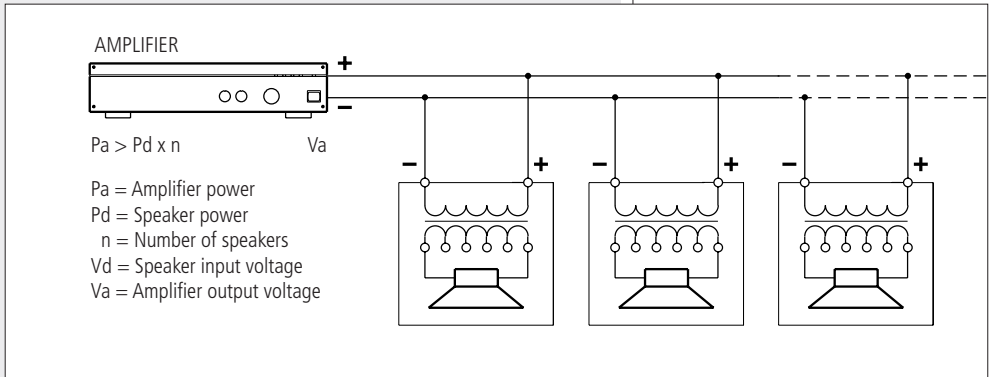 AMPLIFIER
+
−
Pa > Pd x n Va
− + − + − +
Pa = Amplifier power
Pd = Speaker power
n = Number of speakers
Vd = Speaker input voltage
Va = Amplifier output voltage